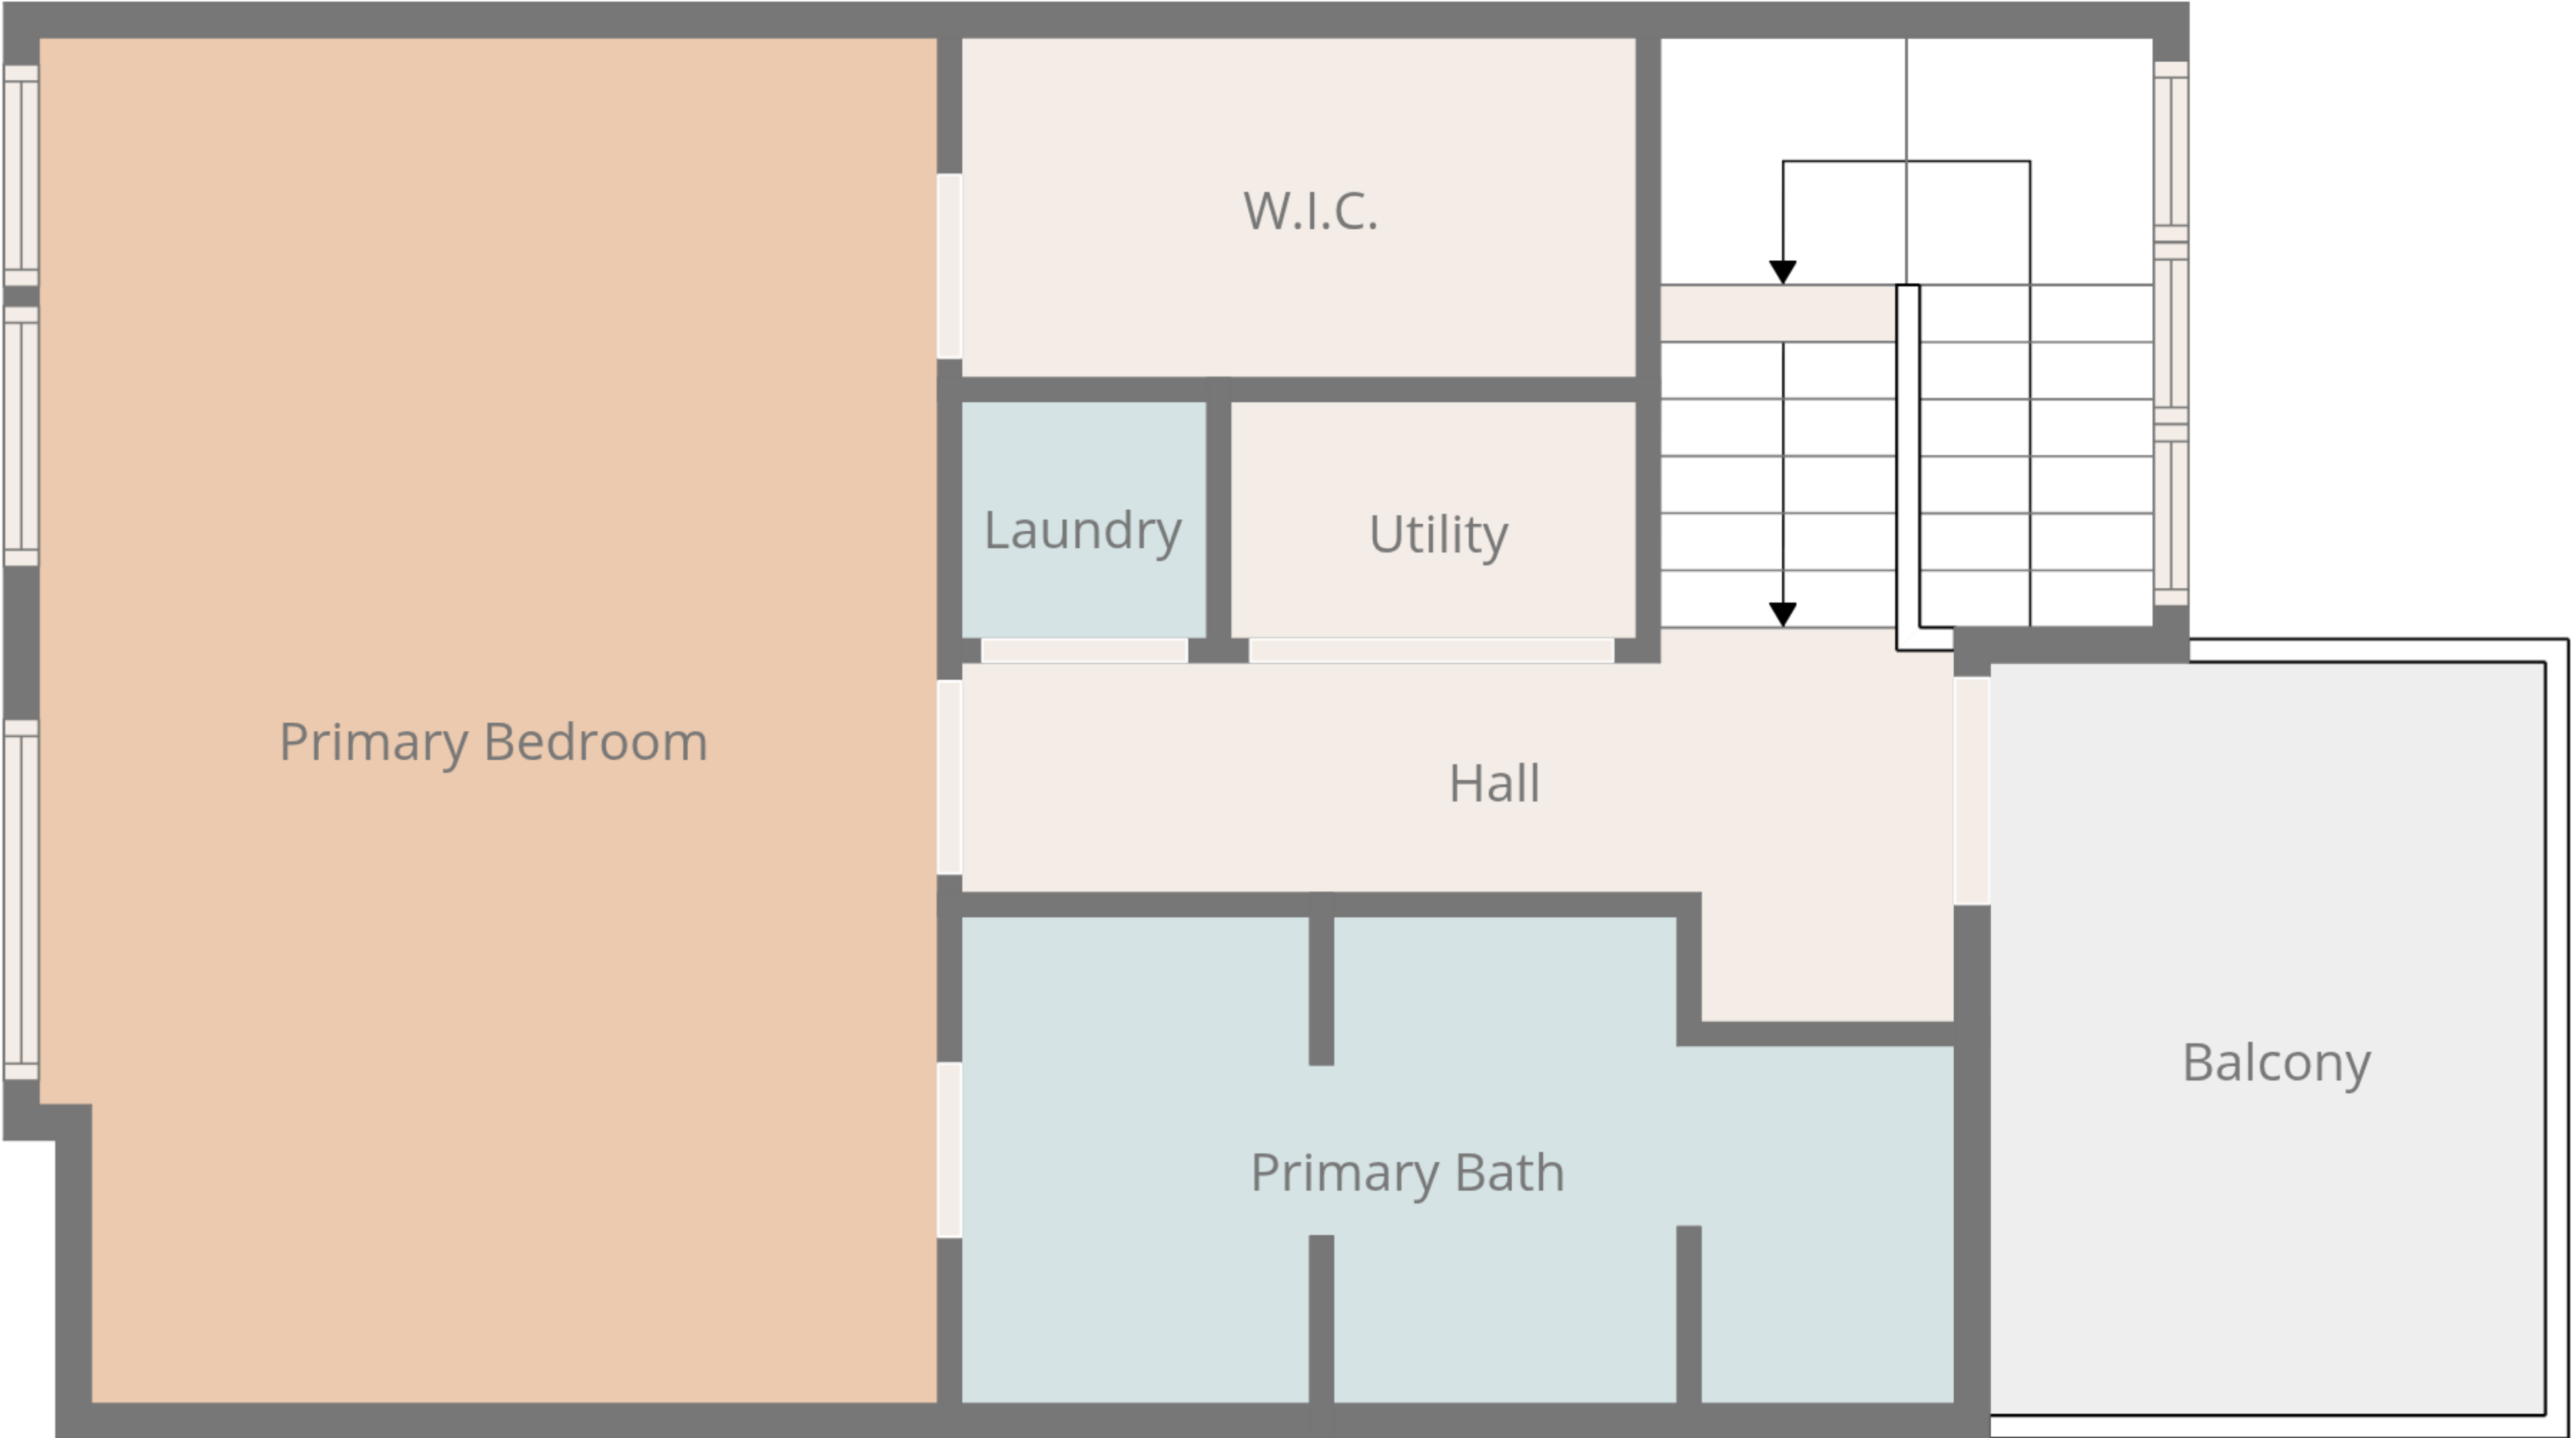 W.I.C.
Laundry
Utility
Primary Bedroom
Hall
Balcony
Primary Bath